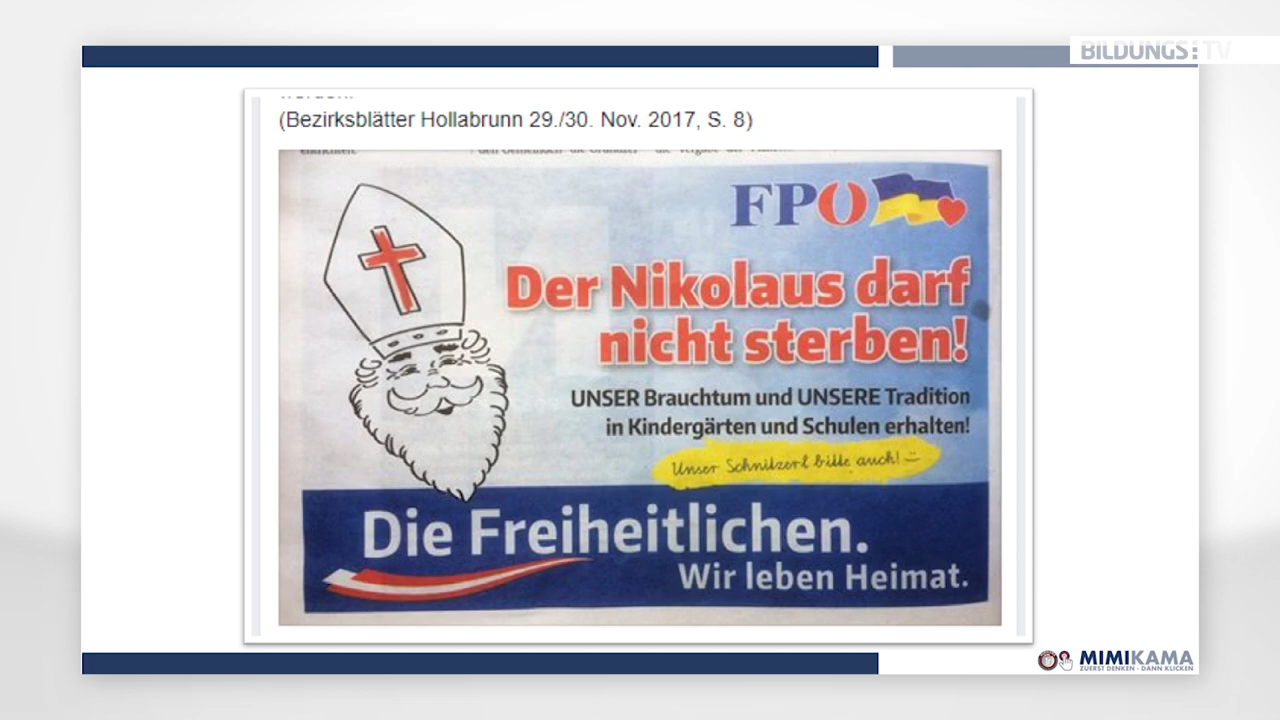 BILDUNGS:TV
(Bezirksblätter Hollabrunn 29./30. Nov. 2017, S. 8)
FPÖ
Der Nikolaus darf
nicht sterben!
UNSER Brauchtum und UNSERE Tradition
in Kindergärten und Schulen erhalten!
Unser Schnitzerl bitte auch!
Die Freiheitlichen.
Wir leben Heimat.
MIMIKAMA
ZUERST DENKEN - DANN KLICKEN